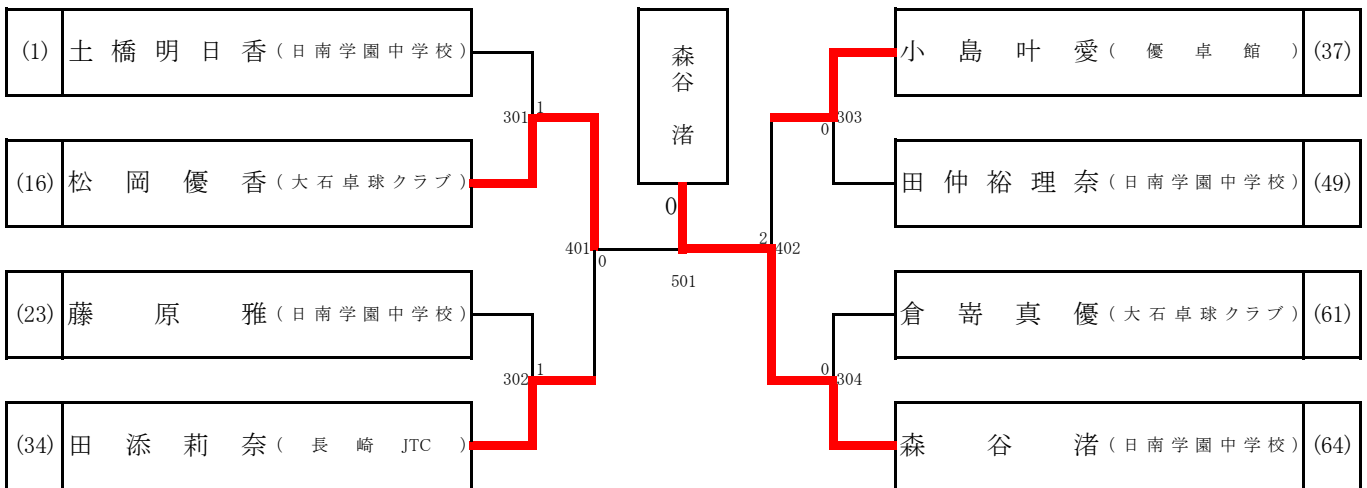 (1) 土橋明日香(日南学園中学校)
1
301
(16) 松岡優香(大石卓球クラブ)
(23) 藤原雅(日南学園中学校)
1
302
(34) 田添莉奈(長崎JTC)
401
0
森谷渚
0
501
小島叶愛(優卓館) (37)
0
303
田仲裕理奈(日南学園中学校) (49)
2
402
倉嵜真優(大石卓球クラブ) (61)
0
304
森谷渚(日南学園中学校) (64)